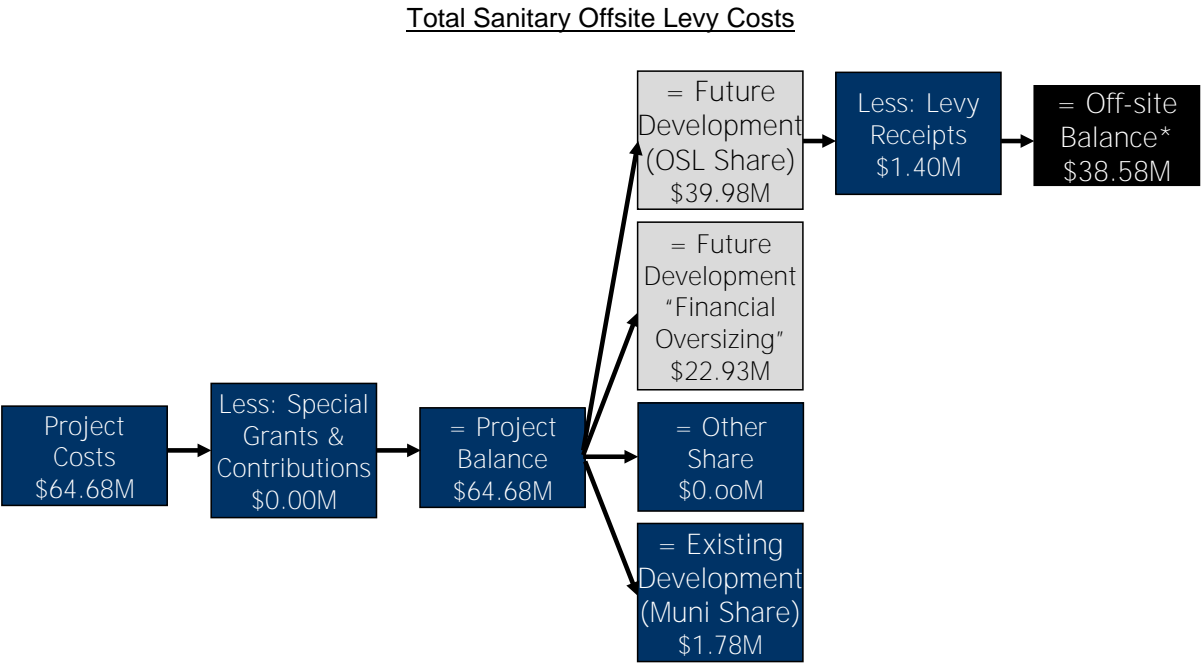 Total Sanitary Offsite Levy Costs
Project
Costs
$64.68M
Less: Special
Grants &
Contributions
$0.00M
= Project
Balance
$64.68M
= Future
Development
(OSL Share)
$39.98M
Less: Levy
Receipts
$1.40M
= Off-site
Balance*
$38.58M
= Future
Development
"Financial
Oversizing"
$22.93M
= Other
Share
$0.ooM
= Existing
Development
(Muni Share)
$1.78M